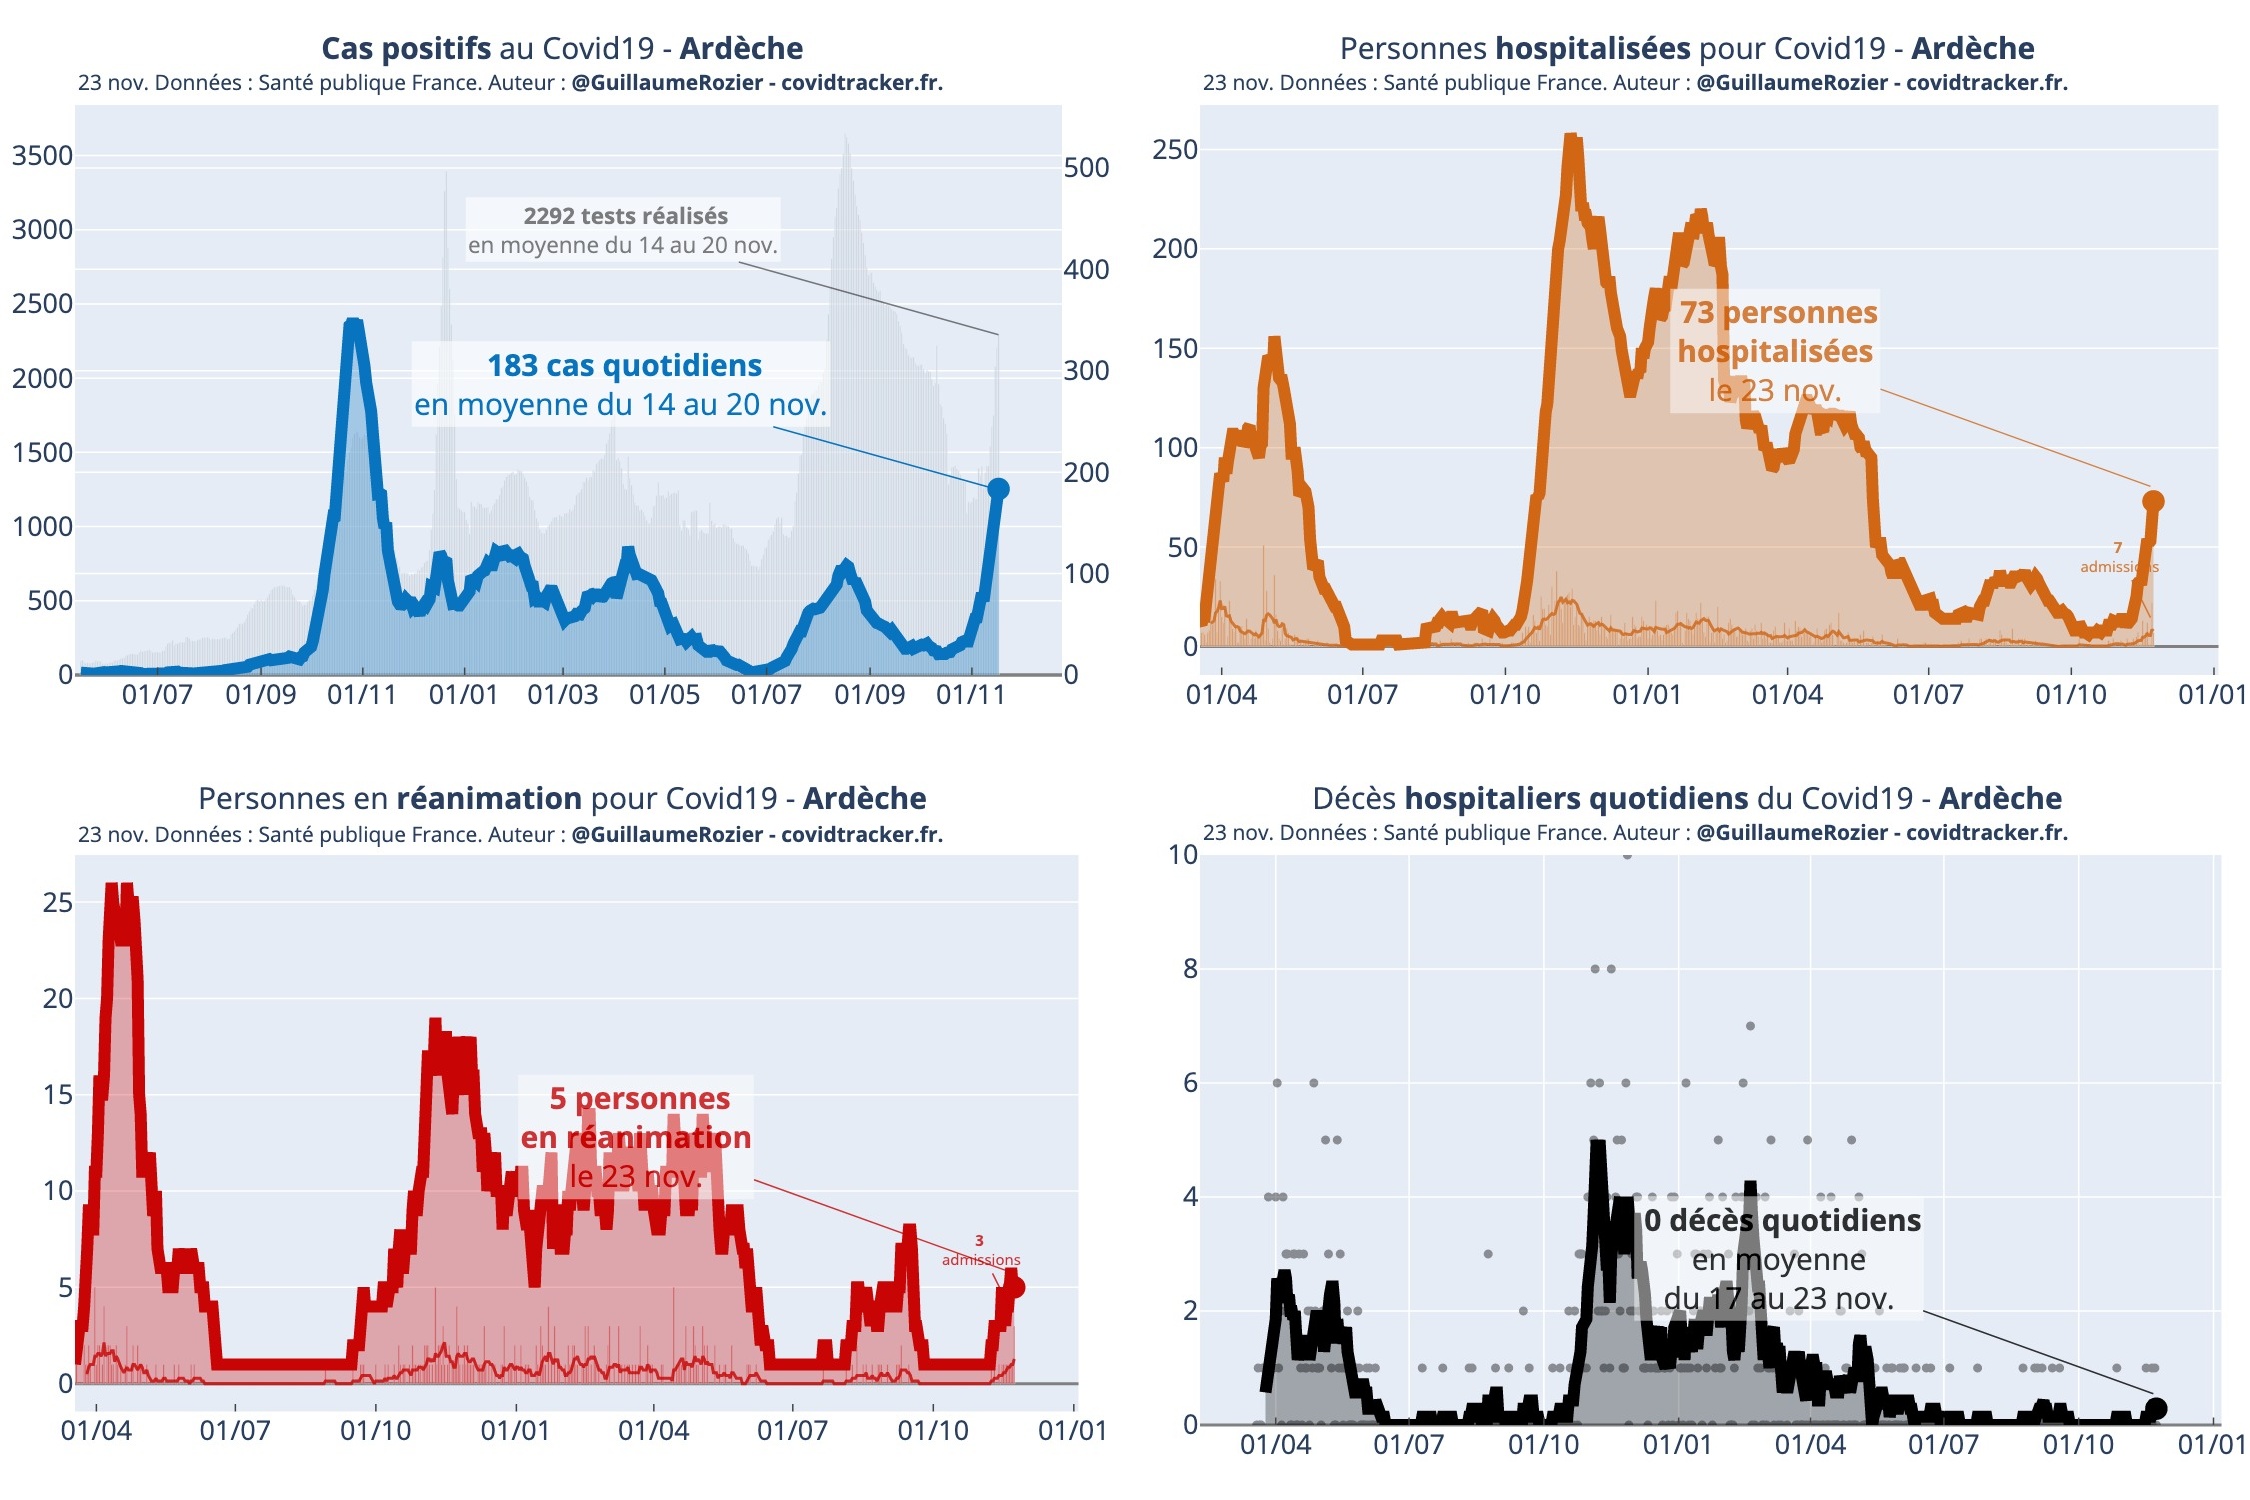 Cas positifs au Covid19 - Ardèche
23 nov. Données : Santé publique France. Auteur : @GuillaumeRozier - covidtracker.fr.
3500
3000
2500
2000
1500
1000
500
0
500
400
300
200
100
0
2292 tests réalisés
en moyenne du 14 au 20 nov.
183 cas quotidiens
en moyenne du 14 au 20 nov.
01/07 01/09 01/11 01/01 01/03 01/05 01/07 01/09 01/11
Personnes hospitalisées pour Covid19 - Ardèche
23 nov. Données : Santé publique France. Auteur : @GuillaumeRozier - covidtracker.fr.
250
200
150
100
50
0
73 personnes
hospitalisées
le 23 nov.
7
admissions
01/04 01/07 01/10 01/01 01/04 01/07 01/10 01/01
Personnes en réanimation pour Covid19 - Ardèche
23 nov. Données : Santé publique France. Auteur : @GuillaumeRozier - covidtracker.fr.
25
20
15
10
5
0
5 personnes
en réanimation
le 23 nov.
3
admissions
01/04 01/07 01/10 01/01 01/04 01/07 01/10 01/01
Décès hospitaliers quotidiens du Covid19 - Ardèche
23 nov. Données : Santé publique France. Auteur : @GuillaumeRozier - covidtracker.fr.
10
8
6
4
2
0
0 décès quotidiens
en moyenne
du 17 au 23 nov.
01/04 01/07 01/10 01/01 01/04 01/07 01/10 01/01